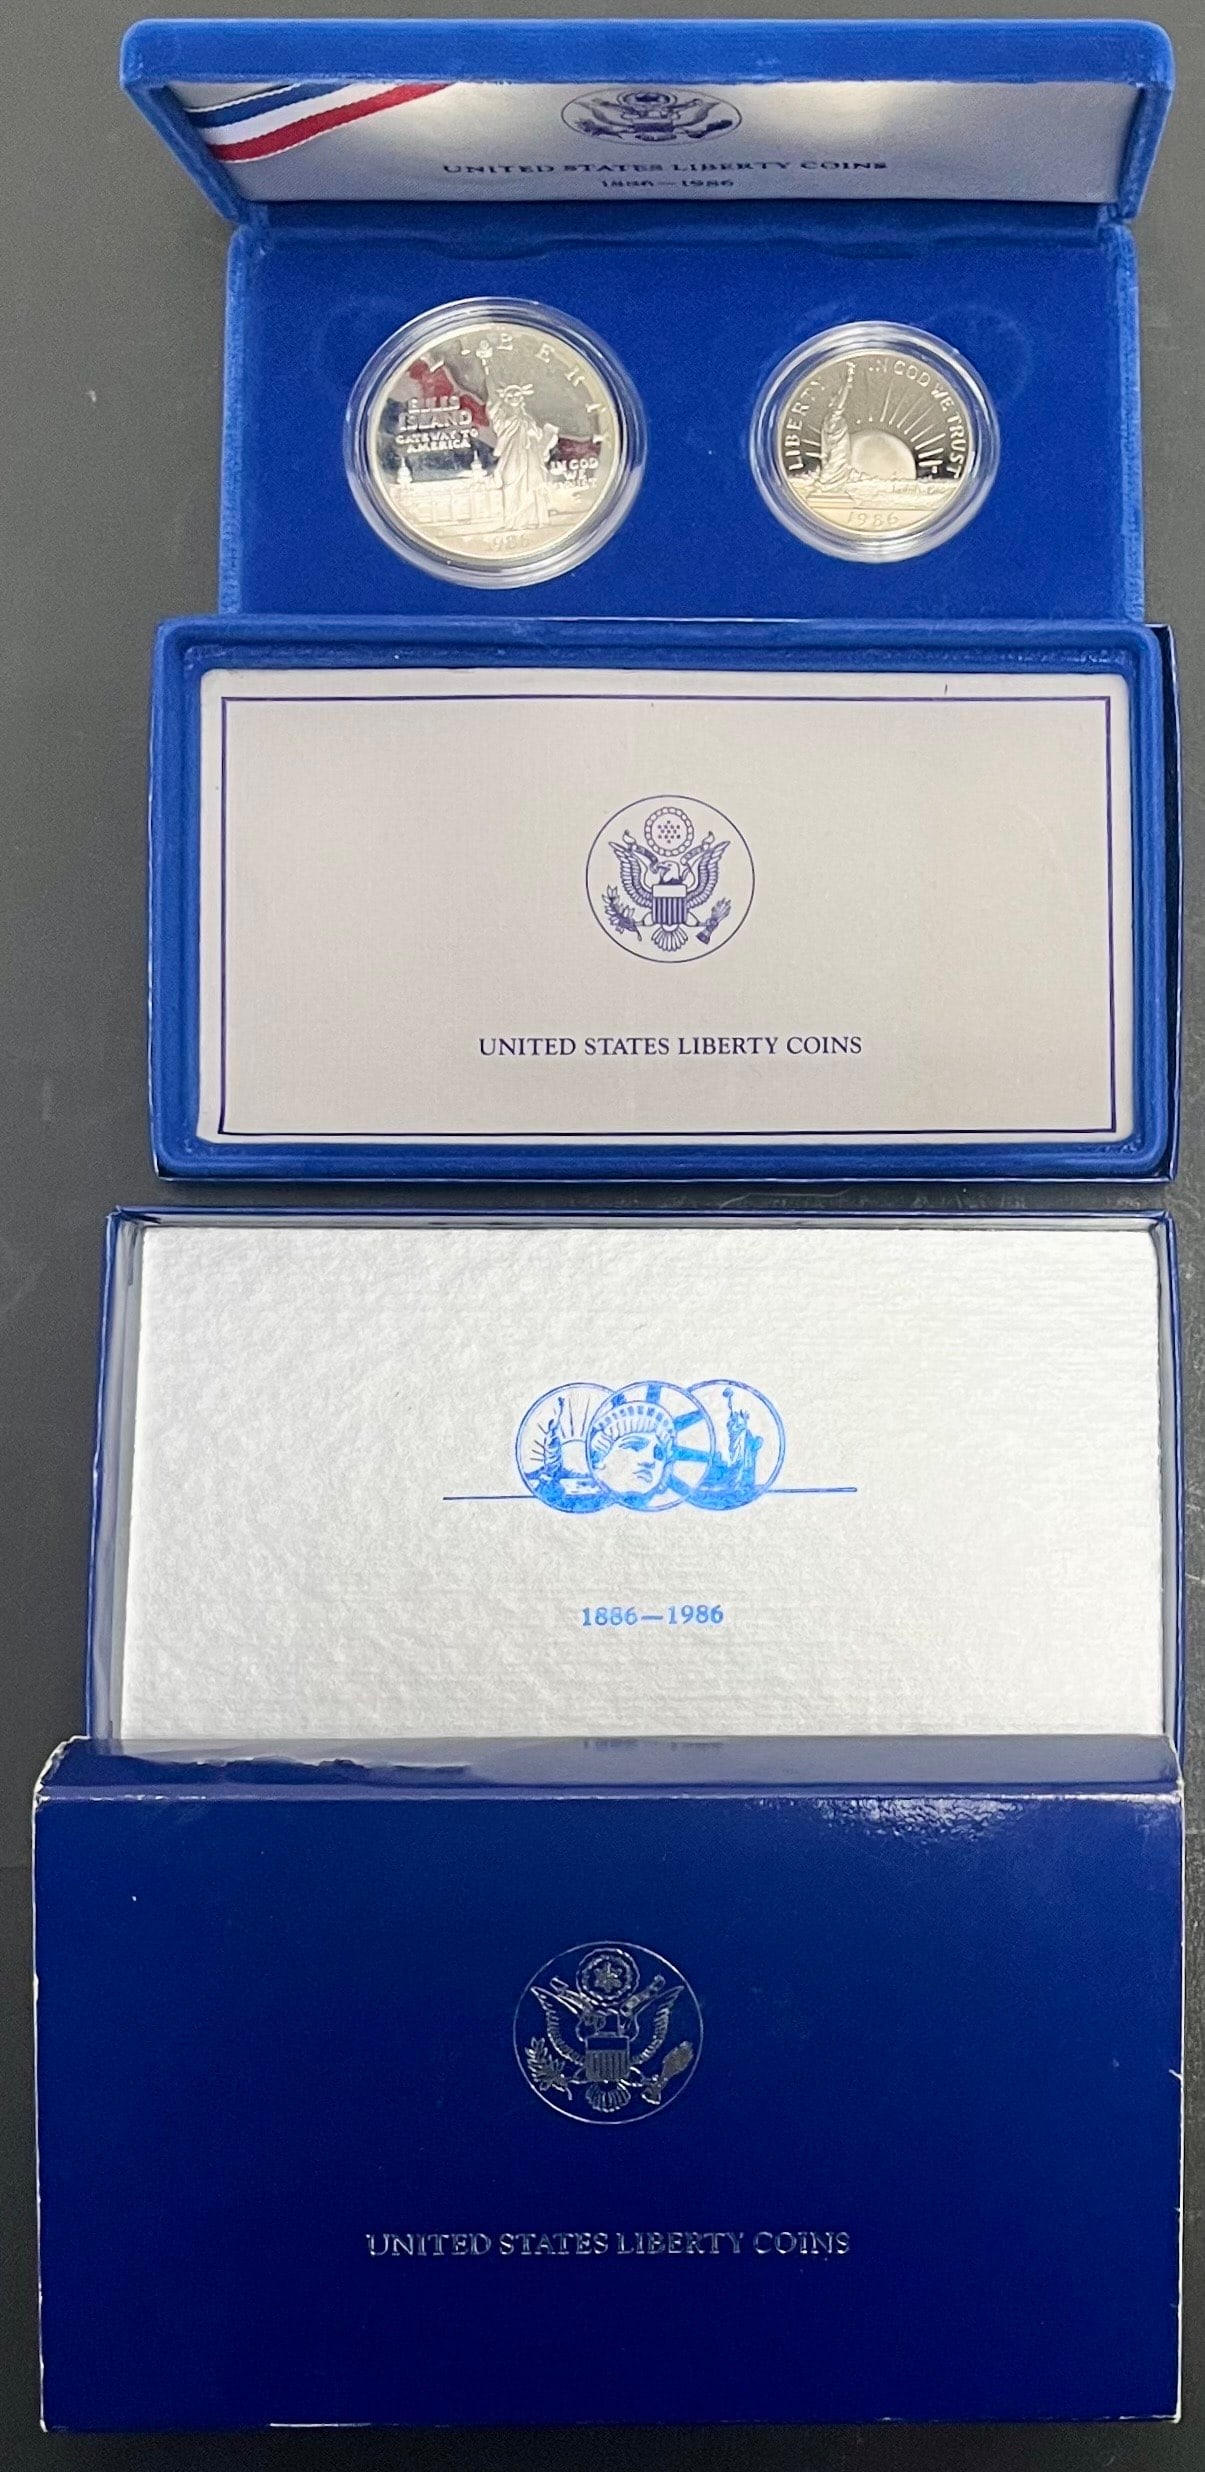 UNITED STATES LIBERTY COINS
1886—1986
LIBERTY
ELLIS
ISLAND
GATEWAY TO
AMERICA
IN GOD
WE
TRUST
1986
LIBERTY
IN GOD WE TRUST
1986
UNITED STATES LIBERTY COINS
1886—1986
UNITED STATES LIBERTY COINS